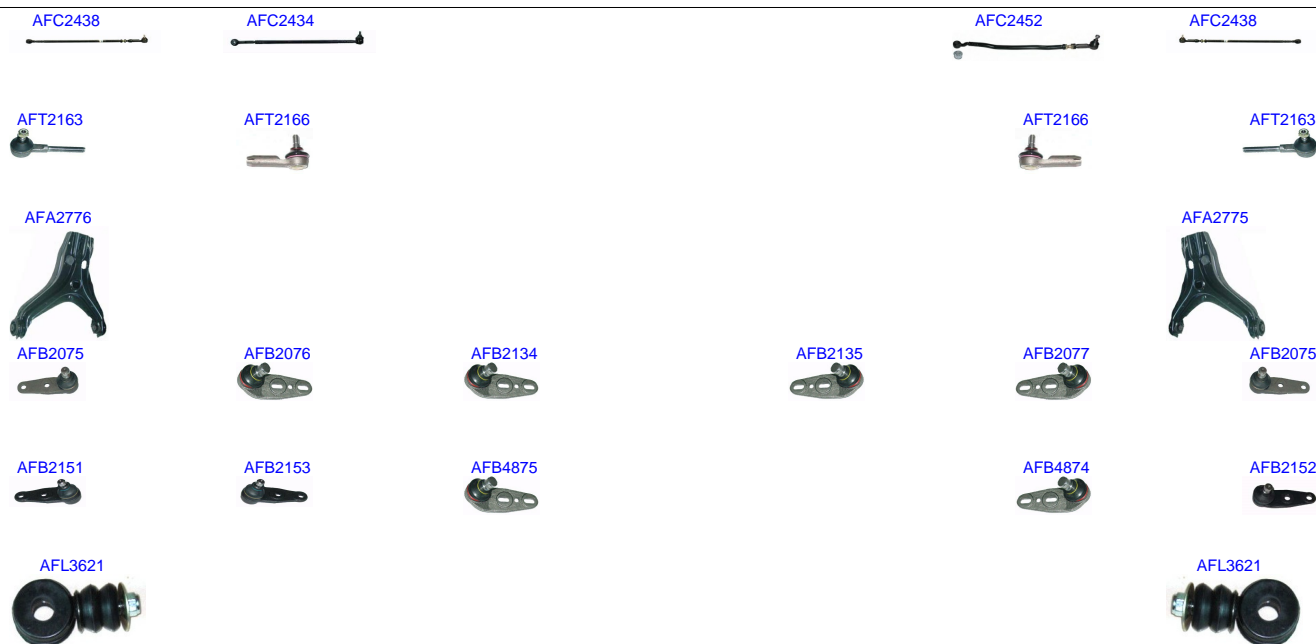 AFC2438 AFC2434 AFC2452 AFC2438
AFT2163 AFT2166 AFT2166 AFT2163
AFA2776 AFA2775
AFB2075 AFB2076 AFB2134 AFB2135 AFB2077 AFB2075
AFB2151 AFB2153 AFB4875 AFB4874 AFB2152
AFL3621 AFL3621